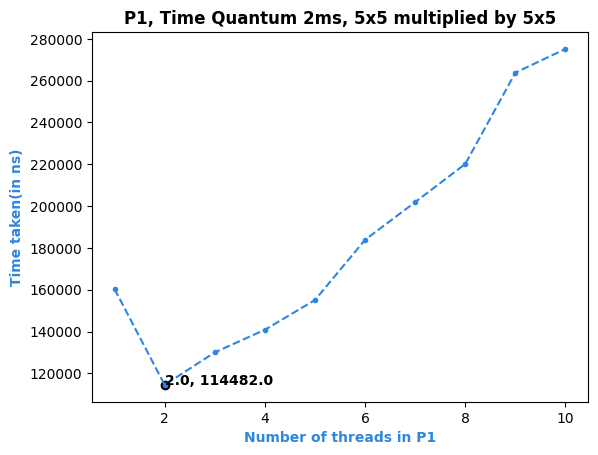 P1, Time Quantum 2ms, 5x5 multiplied by 5x5
280000
260000
240000
220000
200000
180000
160000
140000
120000
Time taken(in ns)
2.0, 114482.0
2 4 6 8 10
Number of threads in P1